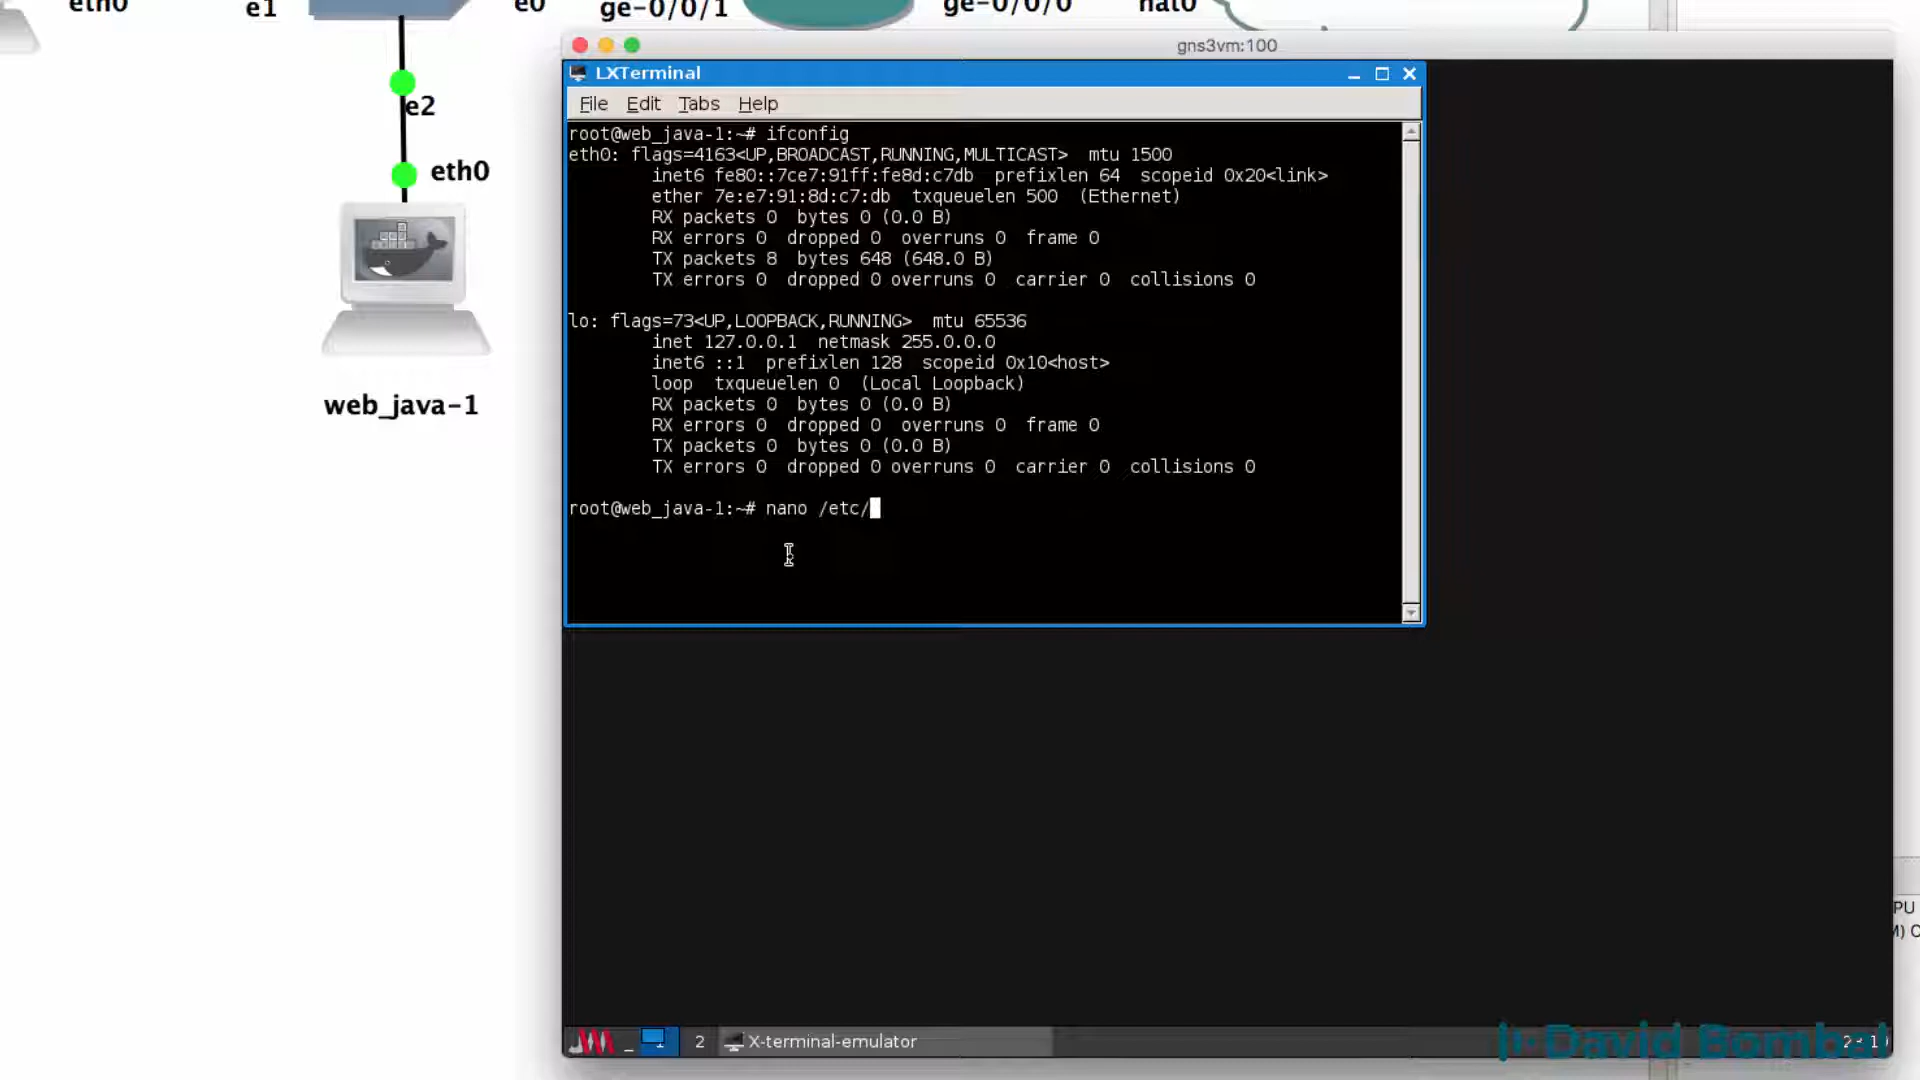 eth0
e1
e0
ge-0/0/1
ge-0/0/0
nat0
e2
eth0
web_java-1
gns3vm:100
LXTerminal
File Edit Tabs Help
root@web_java-1:~# ifconfig
eth0: flags=4163<UP,BROADCAST,RUNNING,MULTICAST>  mtu 1500
        inet6 fe80::7ce7:91ff:fe8d:c7db  prefixlen 64  scopeid 0x20<link>
        ether 7e:e7:91:8d:c7:db  txqueuelen 500  (Ethernet)
        RX packets 0  bytes 0 (0.0 B)
        RX errors 0  dropped 0  overruns 0  frame 0
        TX packets 8  bytes 648 (648.0 B)
        TX errors 0  dropped 0 overruns 0  carrier 0  collisions 0
lo: flags=73<UP,LOOPBACK,RUNNING>  mtu 65536
        inet 127.0.0.1  netmask 255.0.0.0
        inet6 ::1  prefixlen 128  scopeid 0x10<host>
        loop  txqueuelen 0  (Local Loopback)
        RX packets 0  bytes 0 (0.0 B)
        RX errors 0  dropped 0  overruns 0  frame 0
        TX packets 0  bytes 0 (0.0 B)
        TX errors 0  dropped 0 overruns 0  carrier 0  collisions 0
root@web_java-1:~# nano /etc/
PU
M) C
1 2 X-terminal-emulator
David Bombal